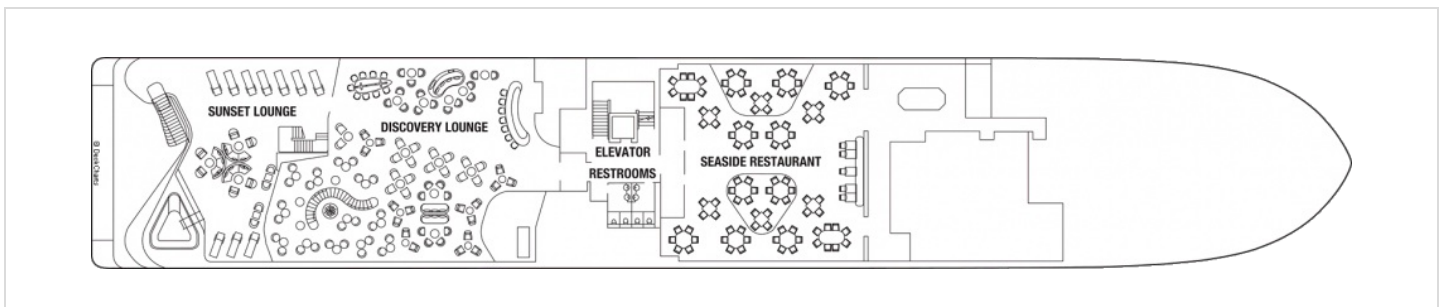 SUNSET LOUNGE
DISCOVERY LOUNGE
ELEVATOR
RESTROOMS
SEASIDE RESTAURANT